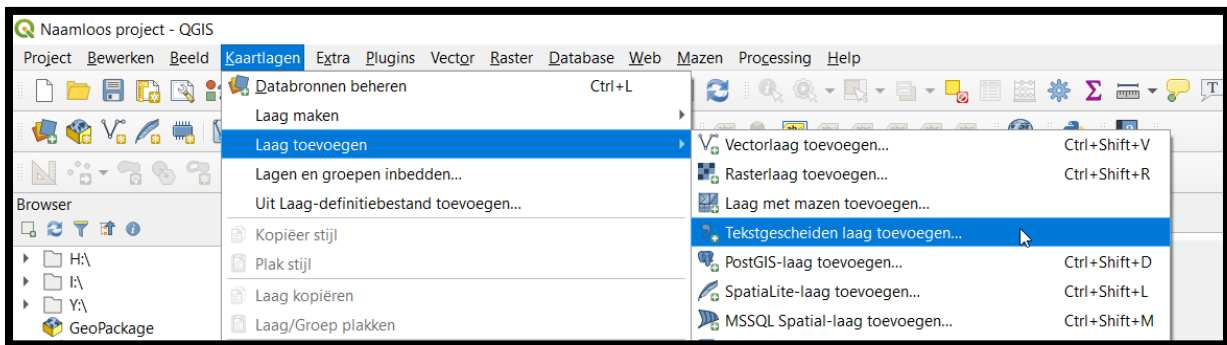 Naamloos project - QGIS
Project Bewerken Beeld Kaartlagen Extra Plugins Vector Raster Database Web Mazen Processing Help
Databronnen beheren Ctrl+L
Laag maken
Laag toevoegen
Lagen en groepen inbedden...
Uit Laag-definitiebestand toevoegen...
Kopiëer stijl
Plak stijl
Laag kopiëren
Laag/Groep plakken
Vectorlaag toevoegen... Ctrl+Shift+V
Rasterlaag toevoegen... Ctrl+Shift+R
Laag met mazen toevoegen...
Tekstgescheiden laag toevoegen...
PostGIS-laag toevoegen... Ctrl+Shift+D
SpatiaLite-laag toevoegen... Ctrl+Shift+L
MSSQL Spatial-laag toevoegen... Ctrl+Shift+M
Browser
H:\
I:\
Y:\
GeoPackage